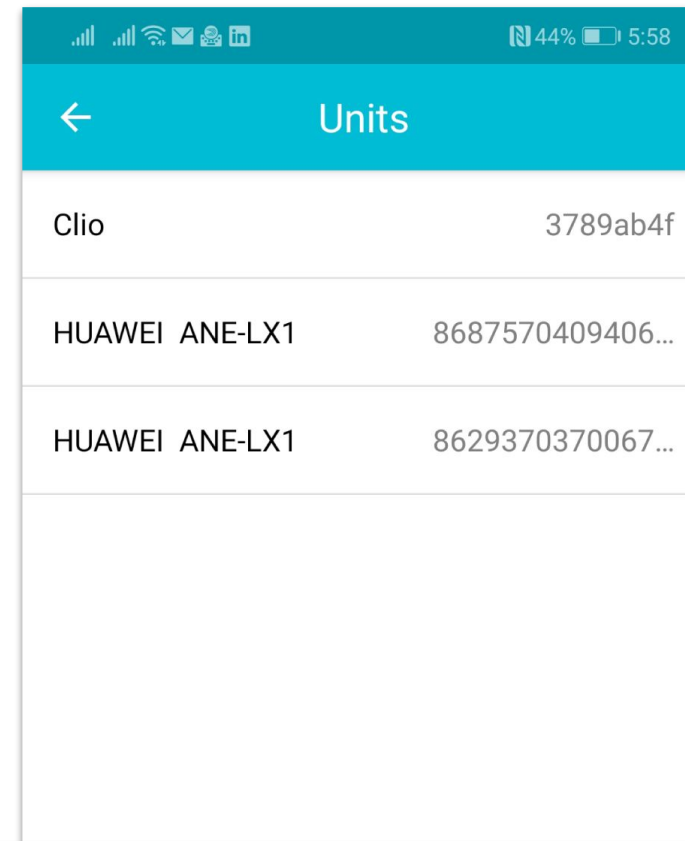 44% 5:58
Units
Clio 3789ab4f
HUAWEI ANE-LX1 8687570409406...
HUAWEI ANE-LX1 8629370370067...